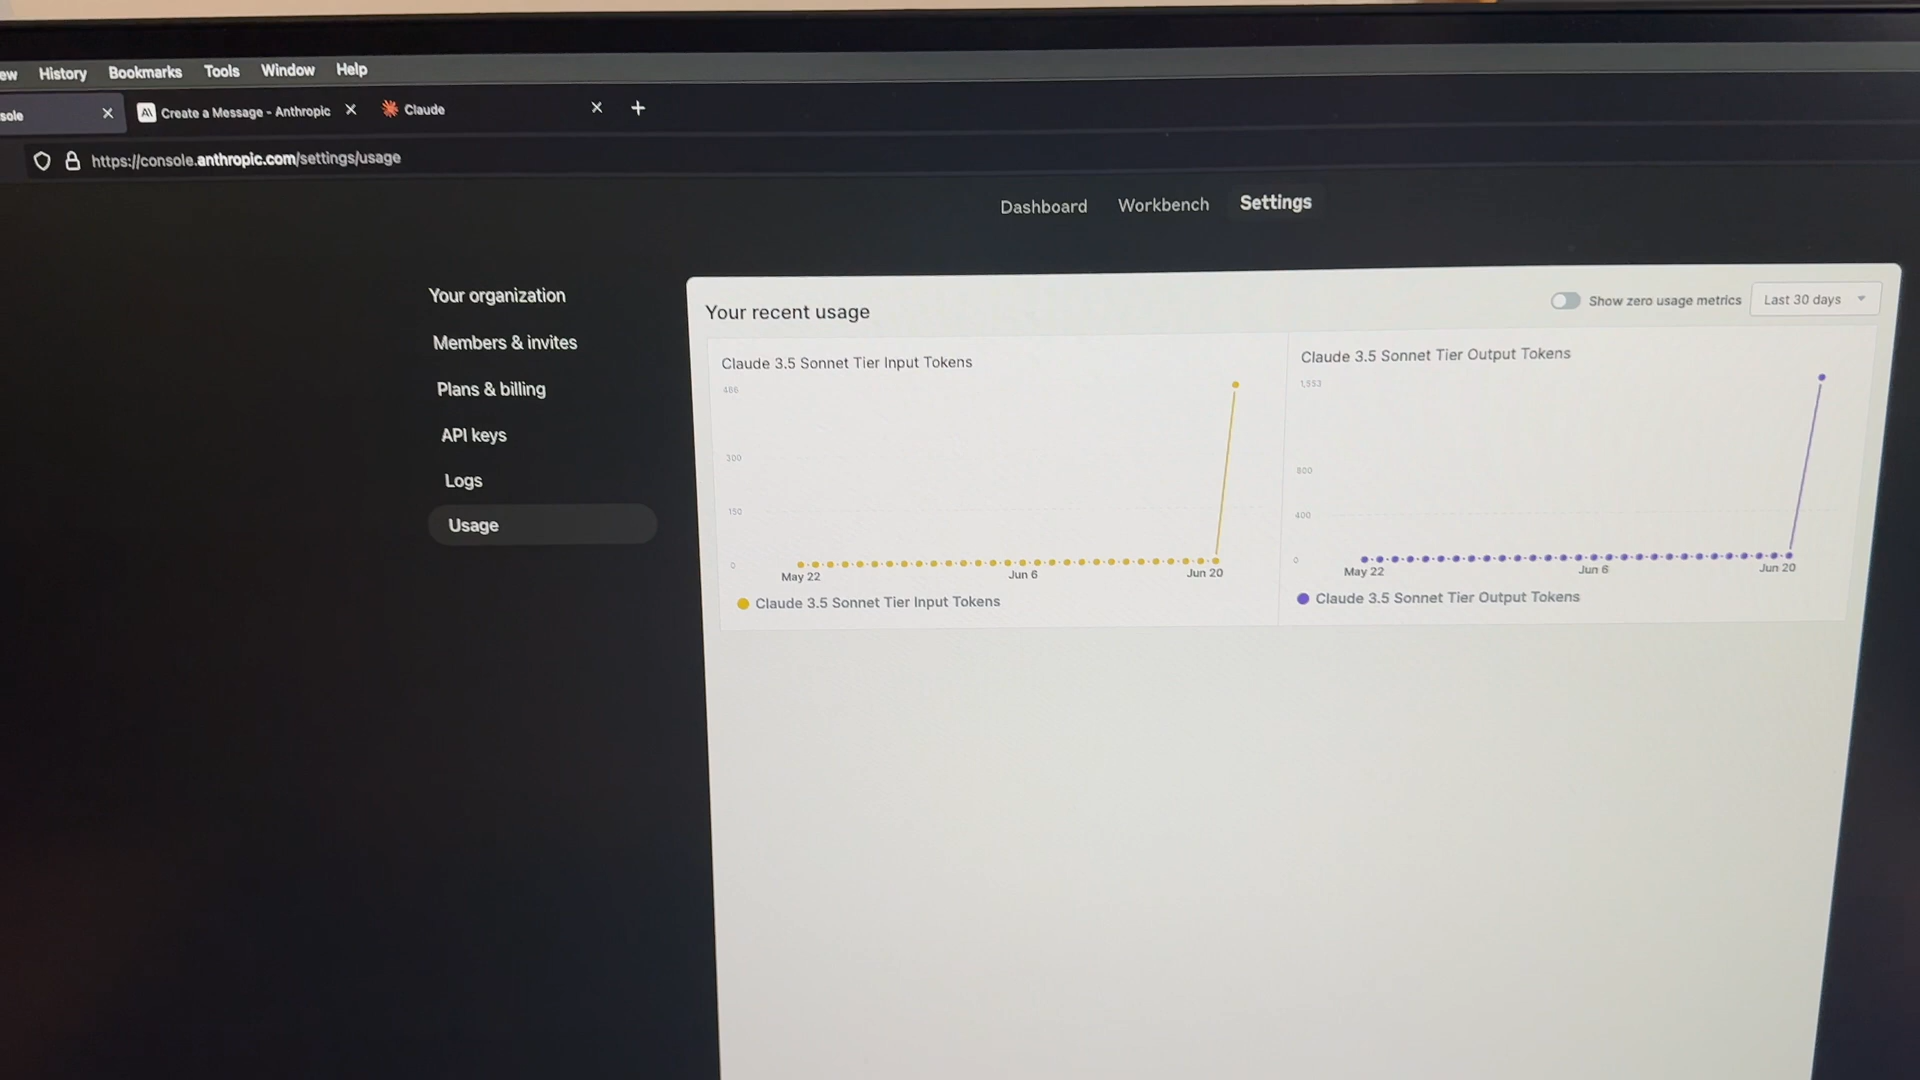 ew History Bookmarks Tools Window Help
sole Create a Message - Anthropic Claude
https://console.anthropic.com/settings/usage
Dashboard Workbench Settings
Your organization
Members & invites
Plans & billing
API keys
Logs
Usage
Your recent usage
Show zero usage metrics Last 30 days
Claude 3.5 Sonnet Tier Input Tokens
486
300
150
0
May 22 Jun 6 Jun 20
Claude 3.5 Sonnet Tier Input Tokens
Claude 3.5 Sonnet Tier Output Tokens
1,553
800
400
0
May 22 Jun 6 Jun 20
Claude 3.5 Sonnet Tier Output Tokens